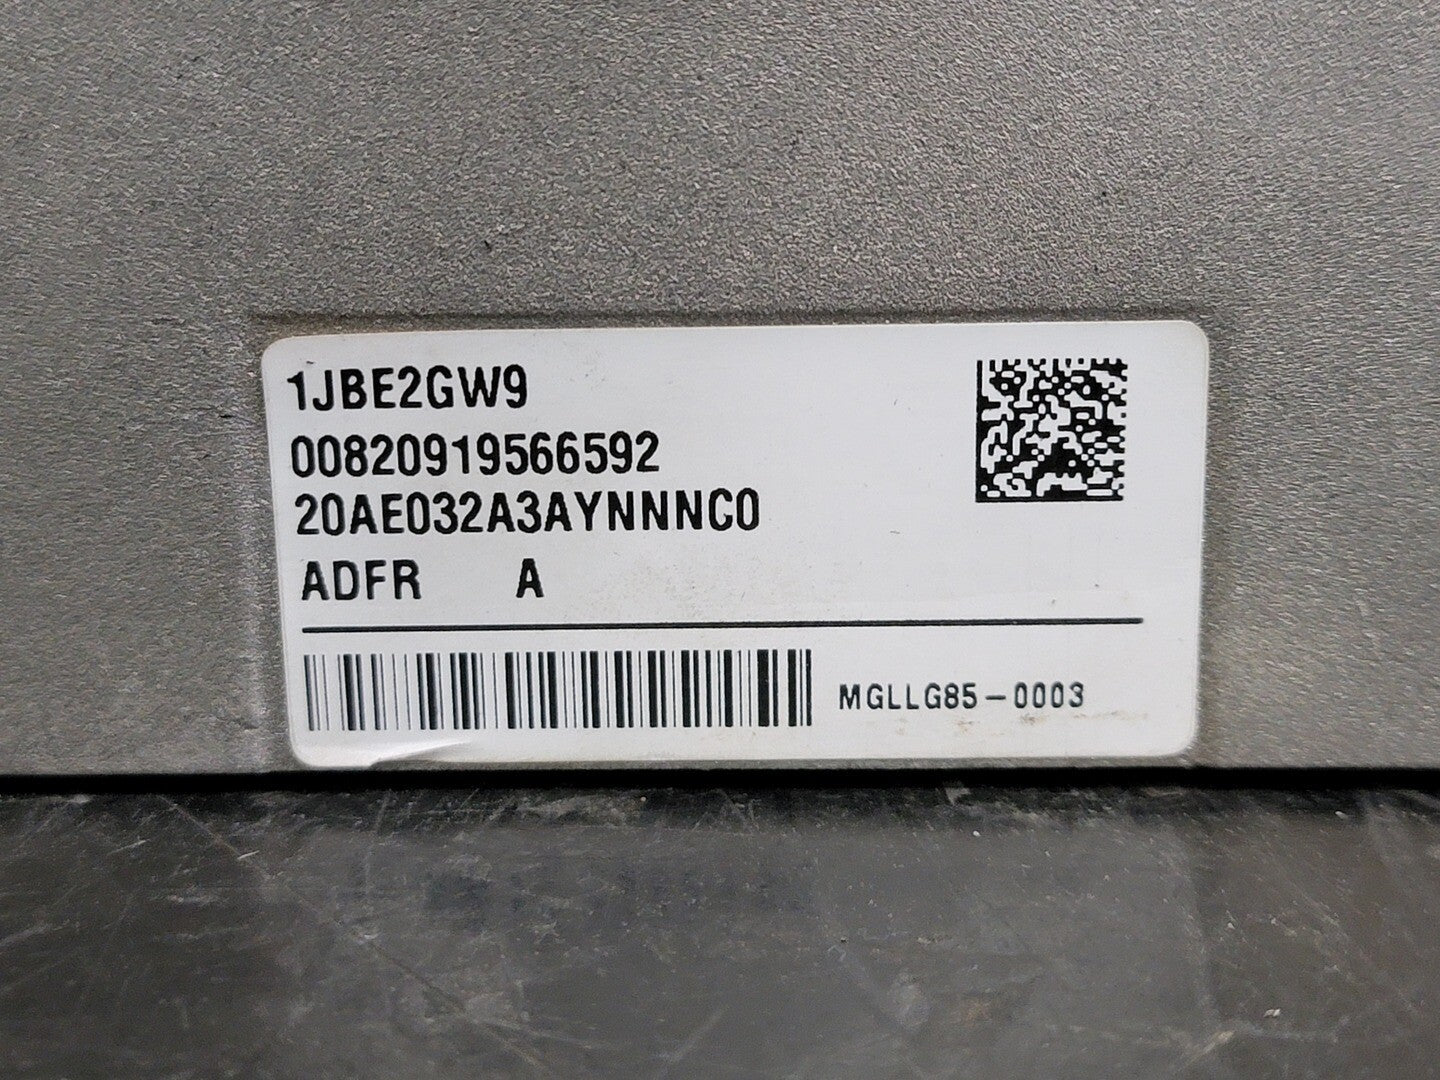 1JBE2GW9
00820919566592
20AE032A3AYNNNC0
ADFR A
MGLLG85-0003